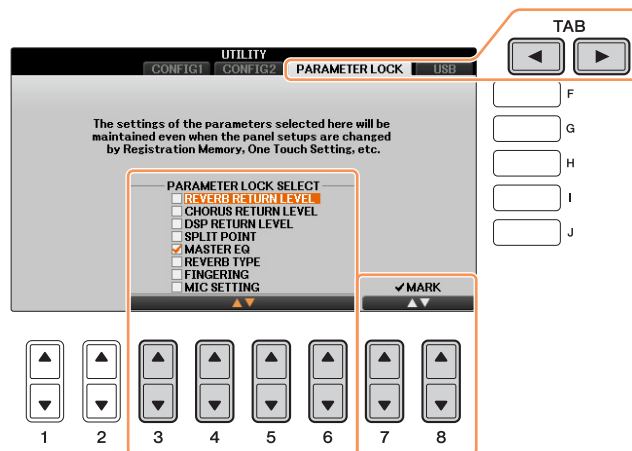 TAB
UTILITY
CONFIG1 CONFIG2 PARAMETER LOCK USB
The settings of the parameters selected here will be
maintained even when the panel setups are changed
by Registration Memory, One Touch Setting, etc.
PARAMETER LOCK SELECT
REVERB RETURN LEVEL
CHORUS RETURN LEVEL
DSP RETURN LEVEL
SPLIT POINT
MASTER EQ
REVERB TYPE
FINGERING
MIC SETTING
✓MARK
F
G
H
I
J
1 2 3 4 5 6 7 8